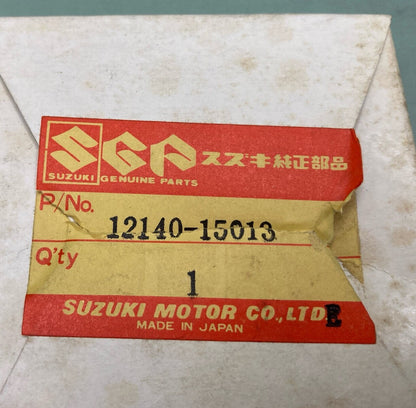 SGP スズキ純正部品
SUZUKI GENUINE PARTS
P/No.
12140-15013
Q'ty
1
SUZUKI MOTOR CO., LTD
E
MADE IN JAPAN